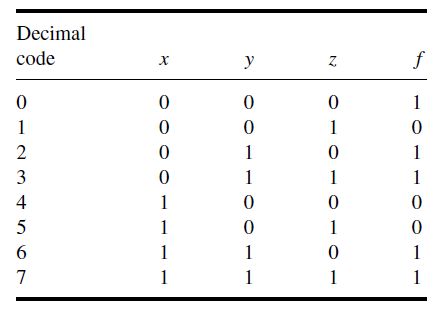 Decimal
code x y z f
0 0 0 0 1
1 0 0 1 0
2 0 1 0 1
3 0 1 1 1
4 1 0 0 0
5 1 0 1 0
6 1 1 0 1
7 1 1 1 1